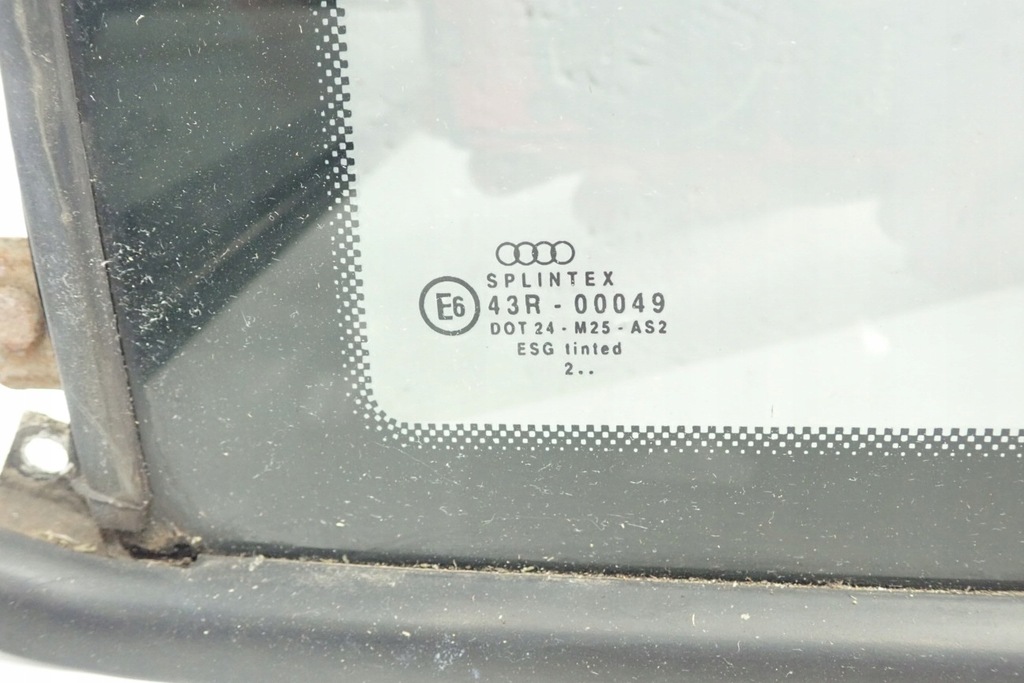 SPLINTEX
E6 43R - 00049
DOT 24 - M25 - AS2
ESG tinted
2..